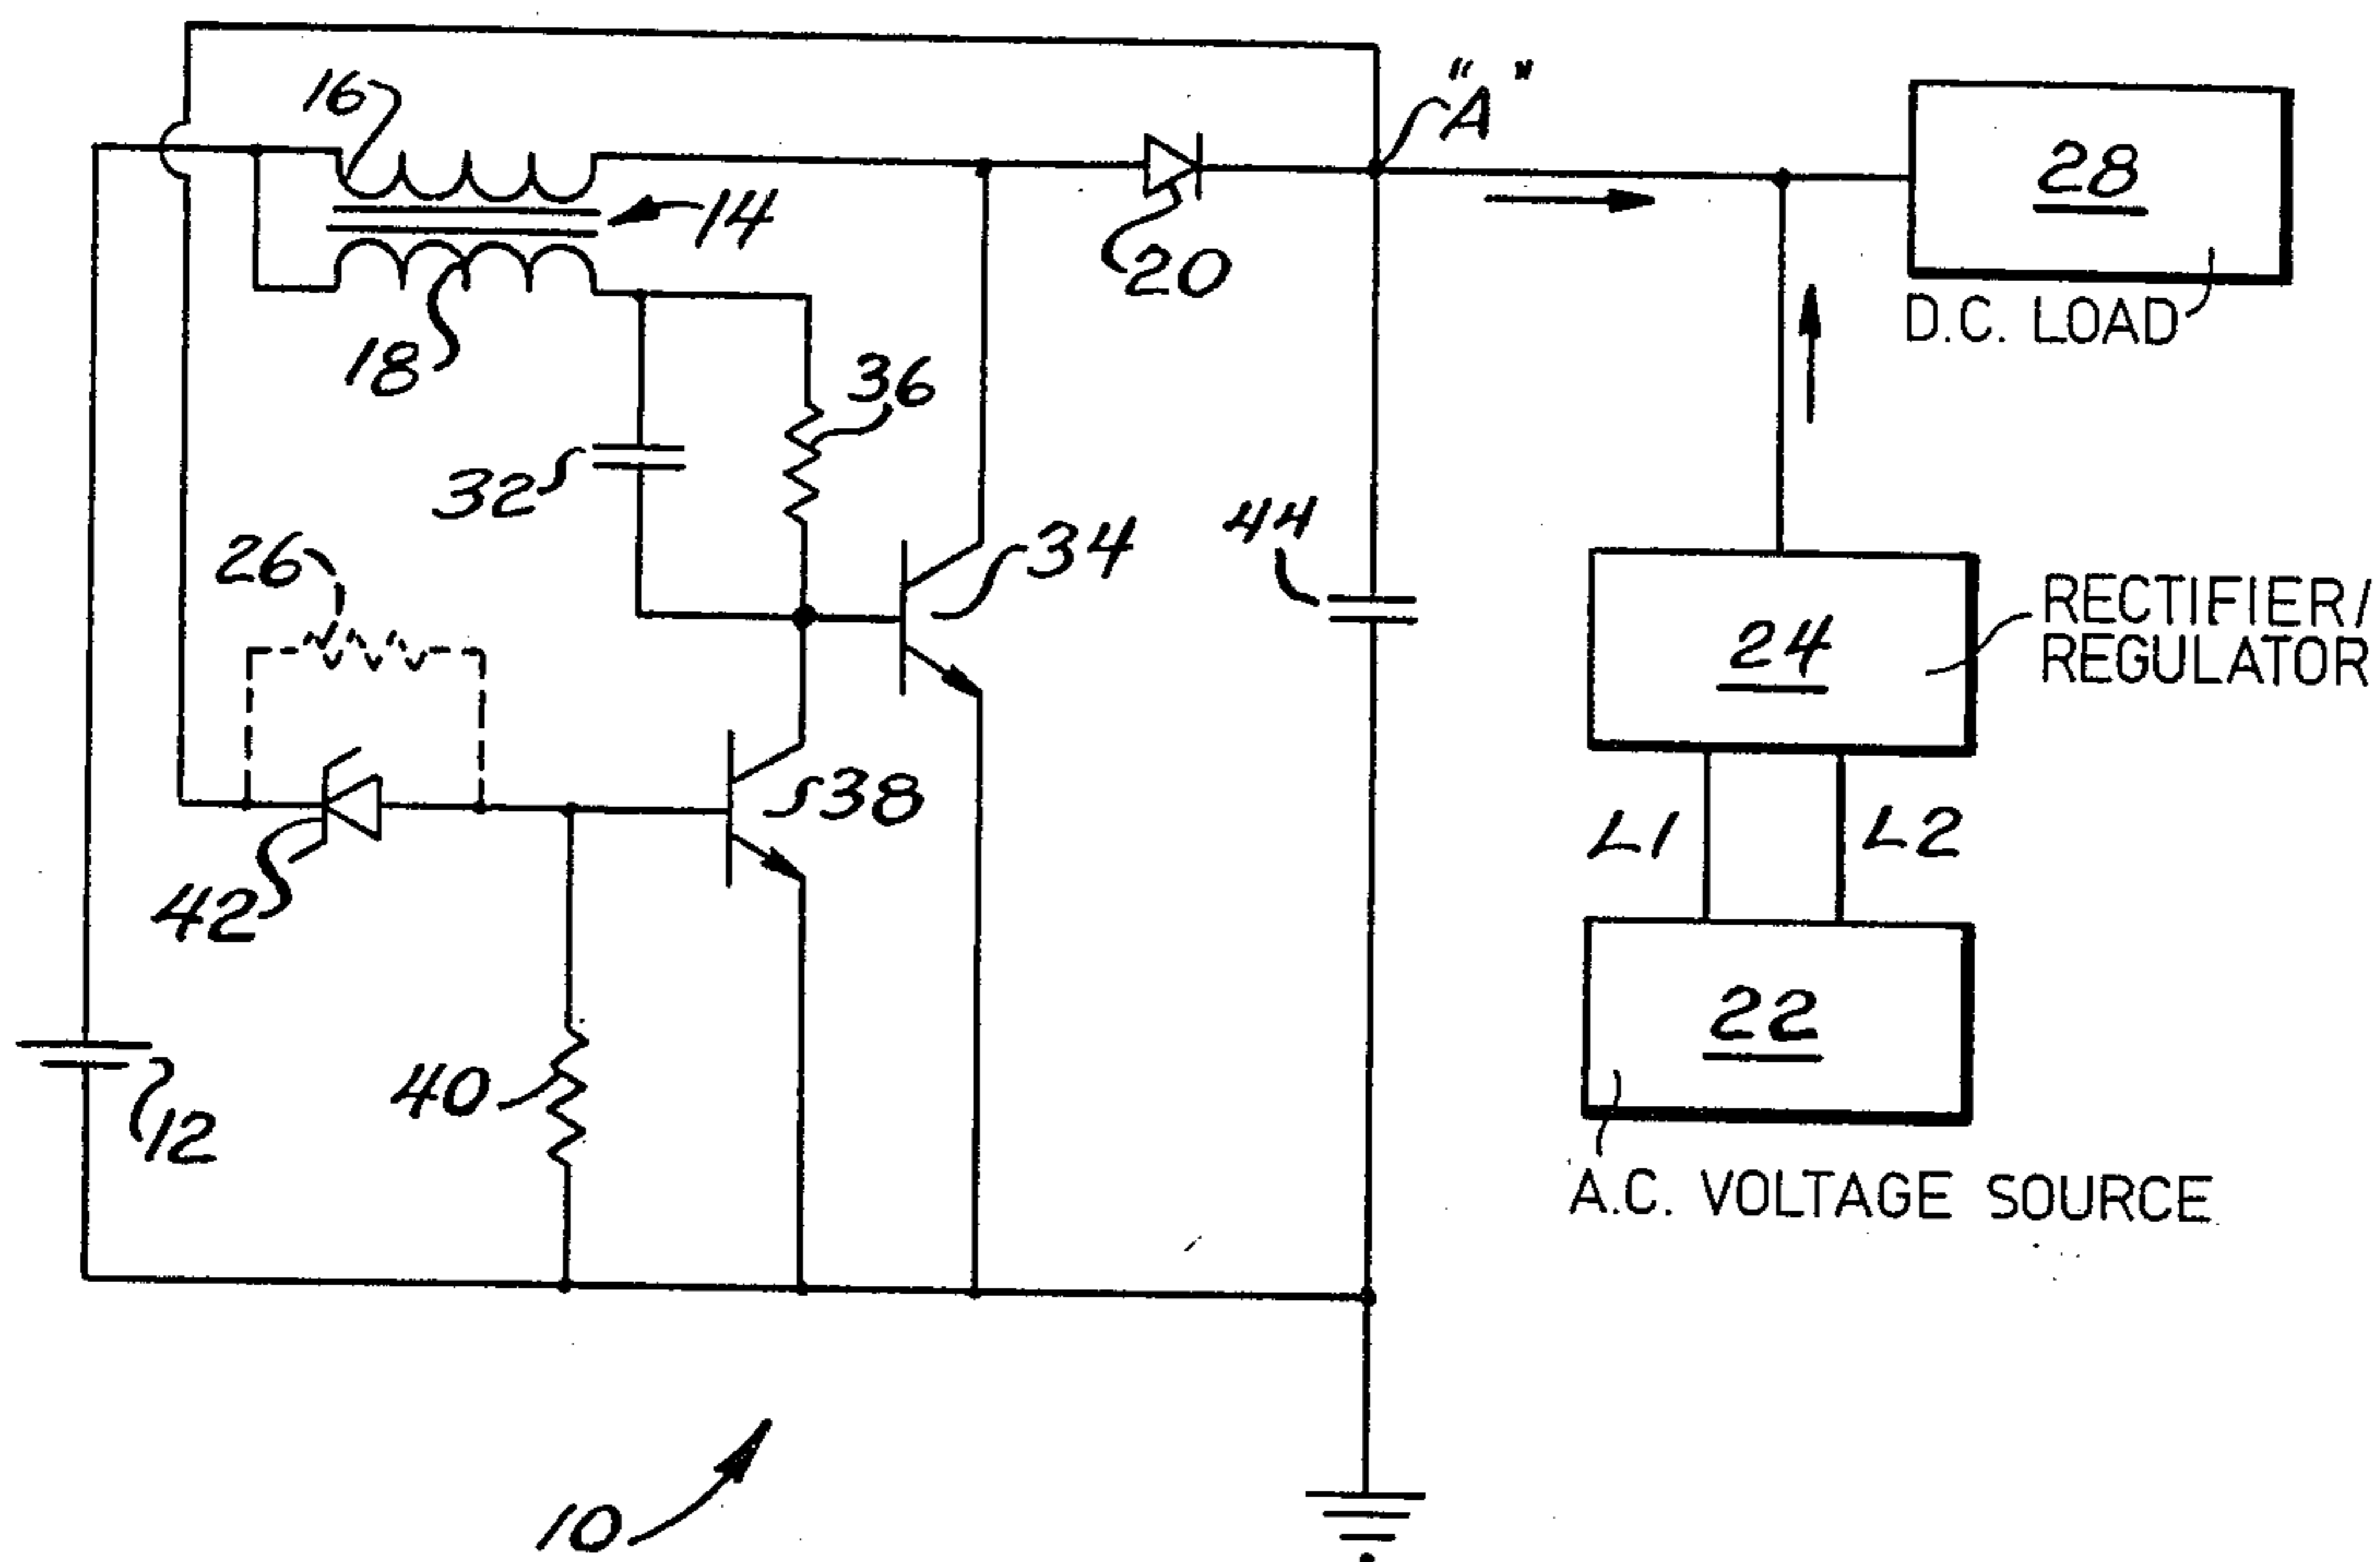 16
"A"
28
14
20
D.C. LOAD
18
36
32
26
34
44
24
RECTIFIER/
REGULATOR
38
L1
L2
42
22
40
12
A.C. VOLTAGE SOURCE
10